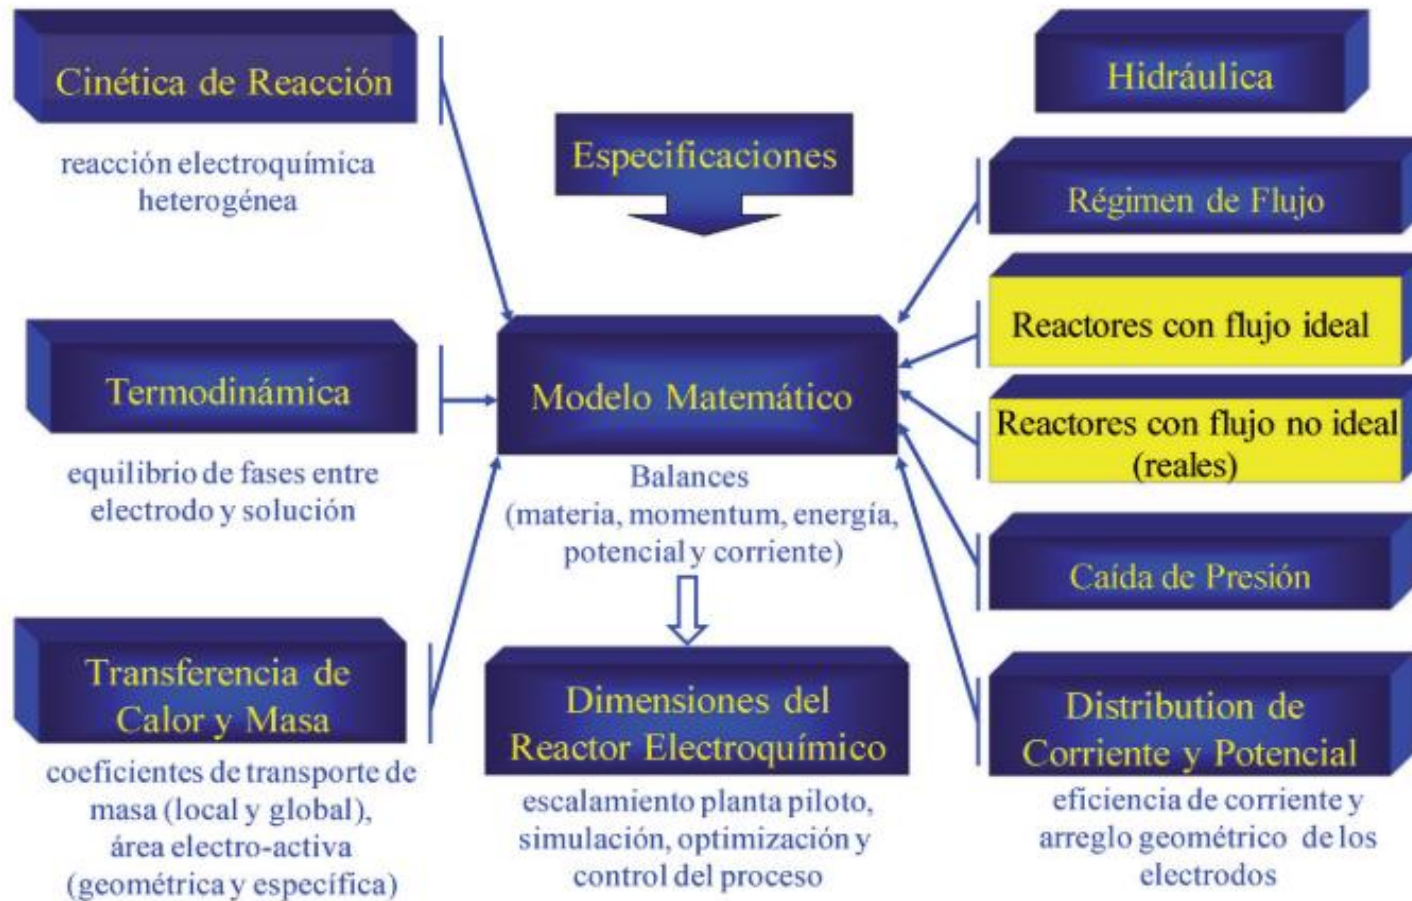 Cinética de Reacción
reacción electroquímica
heterogénea
Termodinámica
equilibrio de fases entre
electrodo y solución
Transferencia de
Calor y Masa
coeficientes de transporte de
masa (local y global),
área electro-activa
(geométrica y específica)
Especificaciones
Modelo Matemático
Balances
(materia, momentum, energía,
potencial y corriente)
Dimensiones del
Reactor Electroquímico
escalamiento planta piloto,
simulación, optimización y
control del proceso
Hidráulica
Régimen de Flujo
Reactores con flujo ideal
Reactores con flujo no ideal
(reales)
Caída de Presión
Distribution de
Corriente y Potencial
eficiencia de corriente y
arreglo geométrico de los
electrodos